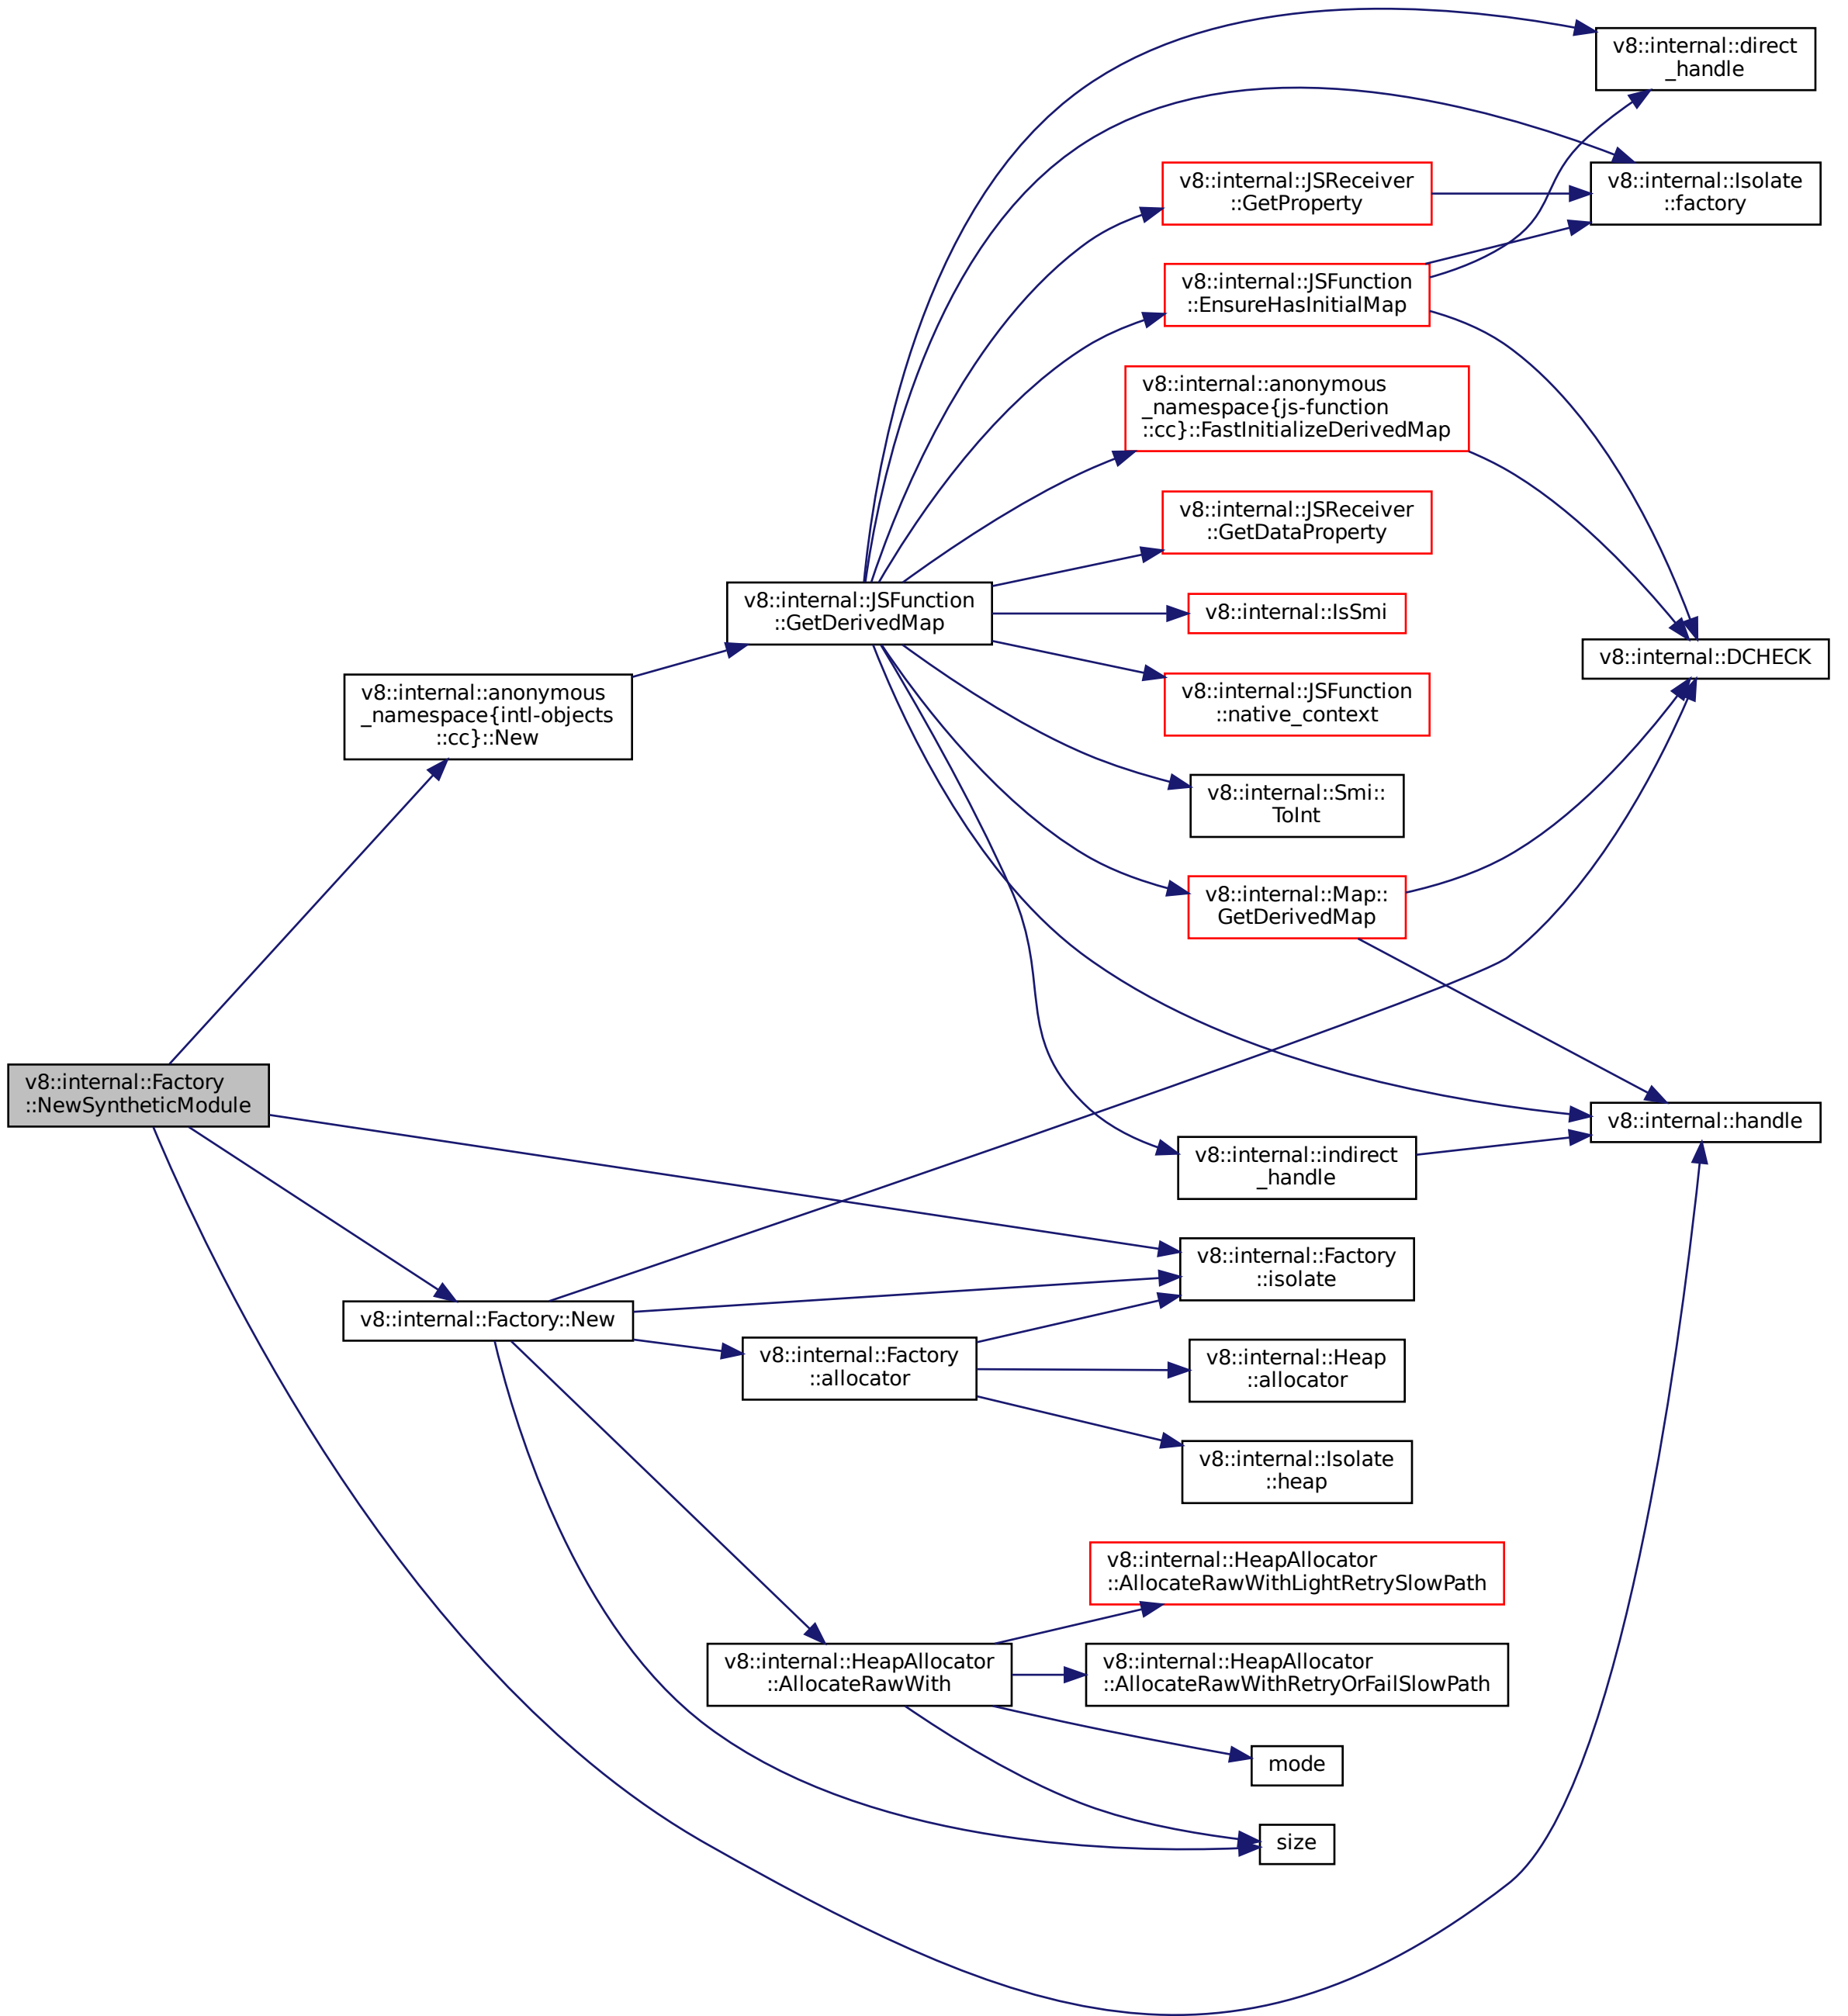 v8::internal::direct
_handle
v8::internal::Isolate
::factory
v8::internal::JSReceiver
::GetProperty
v8::internal::JSFunction
::EnsureHasInitialMap
v8::internal::anonymous
_namespace{js-function
::cc}::FastInitializeDerivedMap
v8::internal::JSReceiver
::GetDataProperty
v8::internal::JSFunction
::GetDerivedMap
v8::internal::IsSmi
v8::internal::DCHECK
v8::internal::anonymous
_namespace{intl-objects
::cc}::New
v8::internal::JSFunction
::native_context
v8::internal::Smi::
ToInt
v8::internal::Map::
GetDerivedMap
v8::internal::Factory
::NewSyntheticModule
v8::internal::handle
v8::internal::indirect
_handle
v8::internal::Factory
::isolate
v8::internal::Factory::New
v8::internal::Factory
::allocator
v8::internal::Heap
::allocator
v8::internal::Isolate
::heap
v8::internal::HeapAllocator
::AllocateRawWithLightRetrySlowPath
v8::internal::HeapAllocator
::AllocateRawWith
v8::internal::HeapAllocator
::AllocateRawWithRetryOrFailSlowPath
mode
size